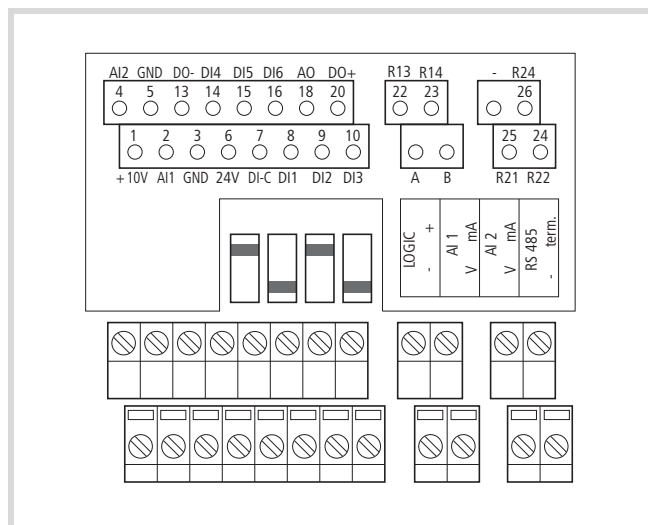 AI2 GND DO- DI4 DI5 DI6 AO DO+ R13 R14 - R24
4 5 13 14 15 16 18 20 22 23 26
1 2 3 6 7 8 9 10 25 24
+10V AI1 GND 24V DI-C DI1 DI2 DI3 A B R21 R22
LOGIC
- +
AI 1
V mA
AI 2
V mA
RS 485
- term.